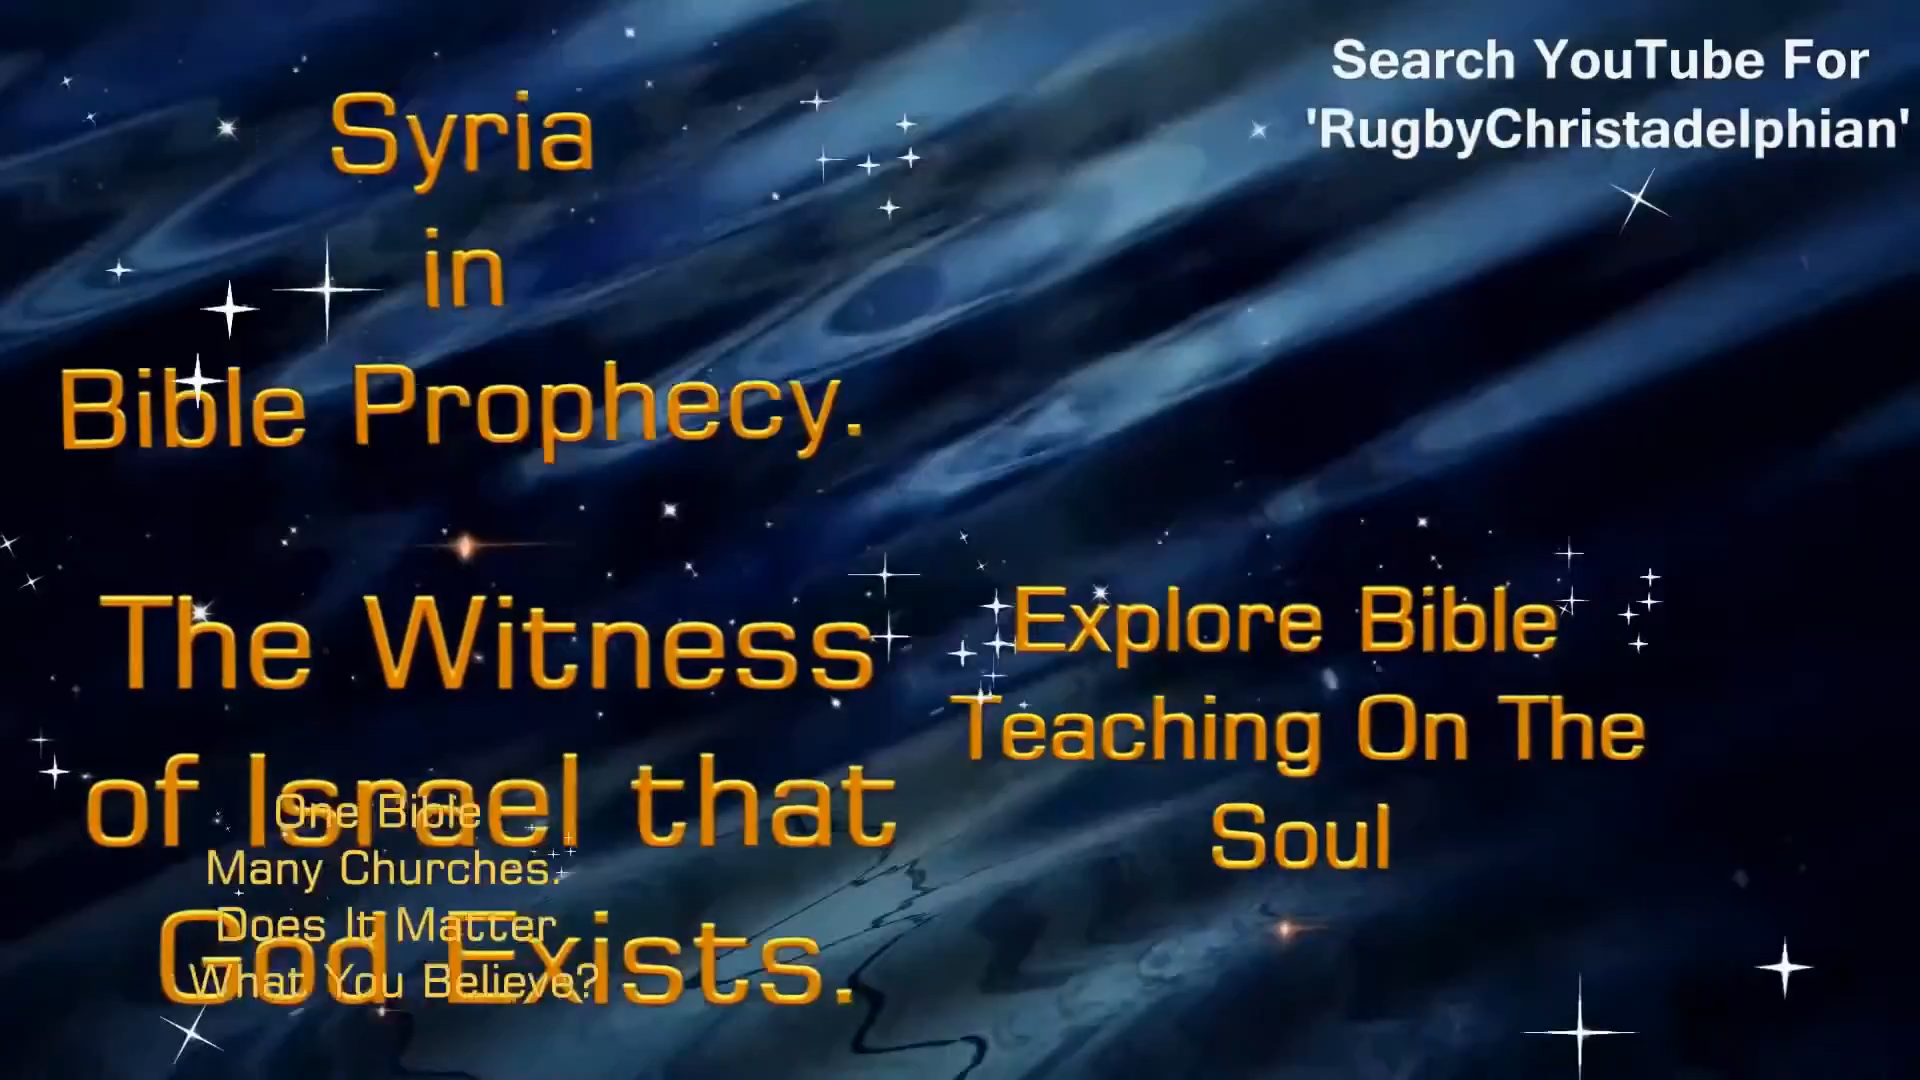 Search YouTube For
'RugbyChristadelphian'
Syria
in
Bible Prophecy.
The Witness
of Israel that
God Exists.
One Bible
Many Churches.
Does It Matter
What You Believe?
Explore Bible
Teaching On The
Soul